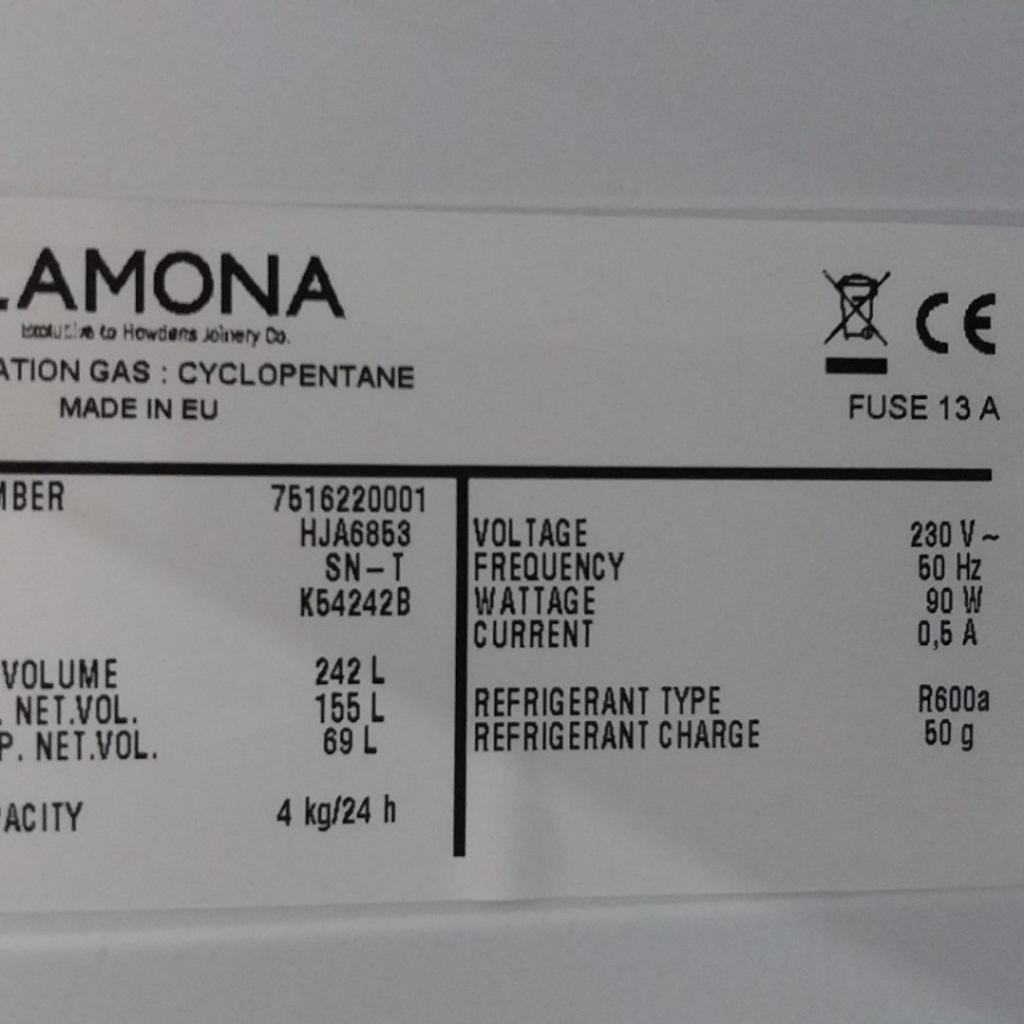 LAMONA
Exclusive to Howdens Joinery Co.
ATION GAS : CYCLOPENTANE
MADE IN EU
CE
FUSE 13 A
MBER 7516220001
HJA6853
SN-T
K54242B
VOLUME 242 L
. NET.VOL. 155 L
P. NET.VOL. 69 L
PACITY 4 kg/24 h
VOLTAGE 230 V~
FREQUENCY 50 Hz
WATTAGE 90 W
CURRENT 0,5 A
REFRIGERANT TYPE R600a
REFRIGERANT CHARGE 50 g